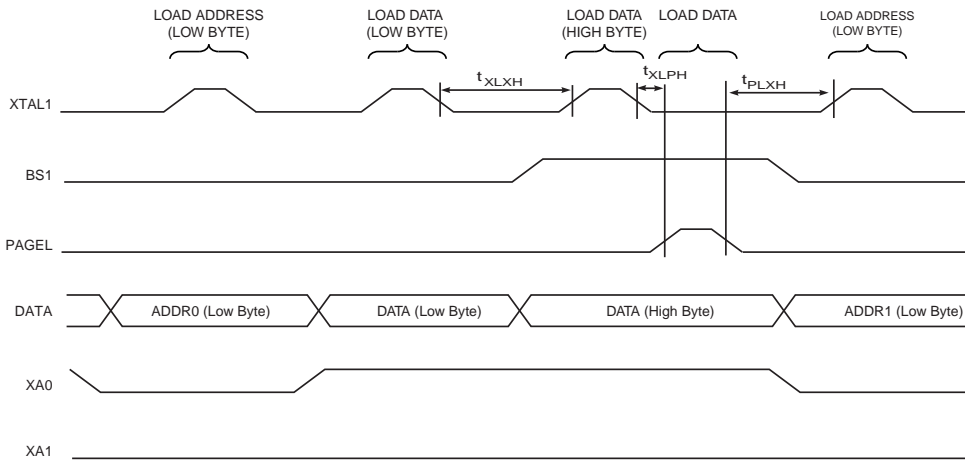 LOAD ADDRESS
(LOW BYTE)
LOAD DATA
(LOW BYTE)
LOAD DATA
(HIGH BYTE)
LOAD DATA
LOAD ADDRESS
(LOW BYTE)
tXLXH
tXLPH
tPLXH
XTAL1
BS1
PAGEL
DATA
ADDR0 (Low Byte)
DATA (Low Byte)
DATA (High Byte)
ADDR1 (Low Byte)
XA0
XA1